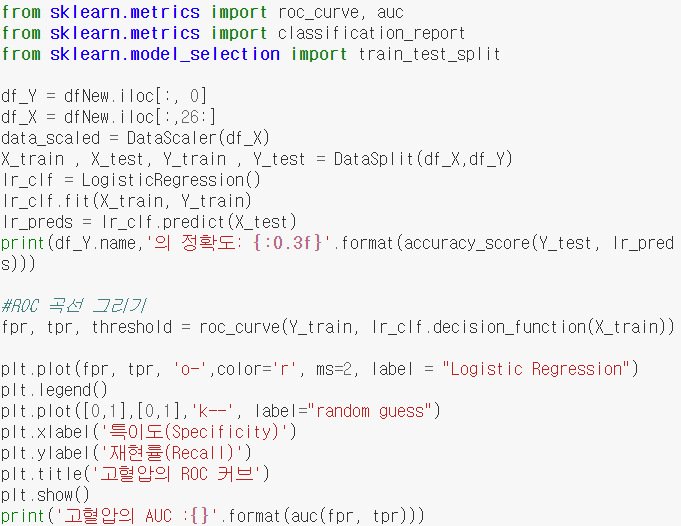 from sklearn.metrics import roc_curve, auc
from sklearn.metrics import classification_report
from sklearn.model_selection import train_test_split

df_Y = dfNew.iloc[:, 0]
df_X = dfNew.iloc[:,26:]
data_scaled = DataScaler(df_X)
X_train , X_test, Y_train , Y_test = DataSplit(df_X,df_Y)
lr_clf = LogisticRegression()
lr_clf.fit(X_train, Y_train)
lr_preds = lr_clf.predict(X_test)
print(df_Y.name,'의 정확도: {:0.3f}'.format(accuracy_score(Y_test, lr_pred
s)))

#ROC 곡선 그리기
fpr, tpr, threshold = roc_curve(Y_train, lr_clf.decision_function(X_train))

plt.plot(fpr, tpr, 'o-',color='r', ms=2, label = "Logistic Regression")
plt.legend()
plt.plot([0,1],[0,1],'k--', label="random guess")
plt.xlabel('특이도(Specificity)')
plt.ylabel('재현률(Recall)')
plt.title('고혈압의 ROC 커브')
plt.show()
print('고혈압의 AUC :{}'.format(auc(fpr, tpr)))